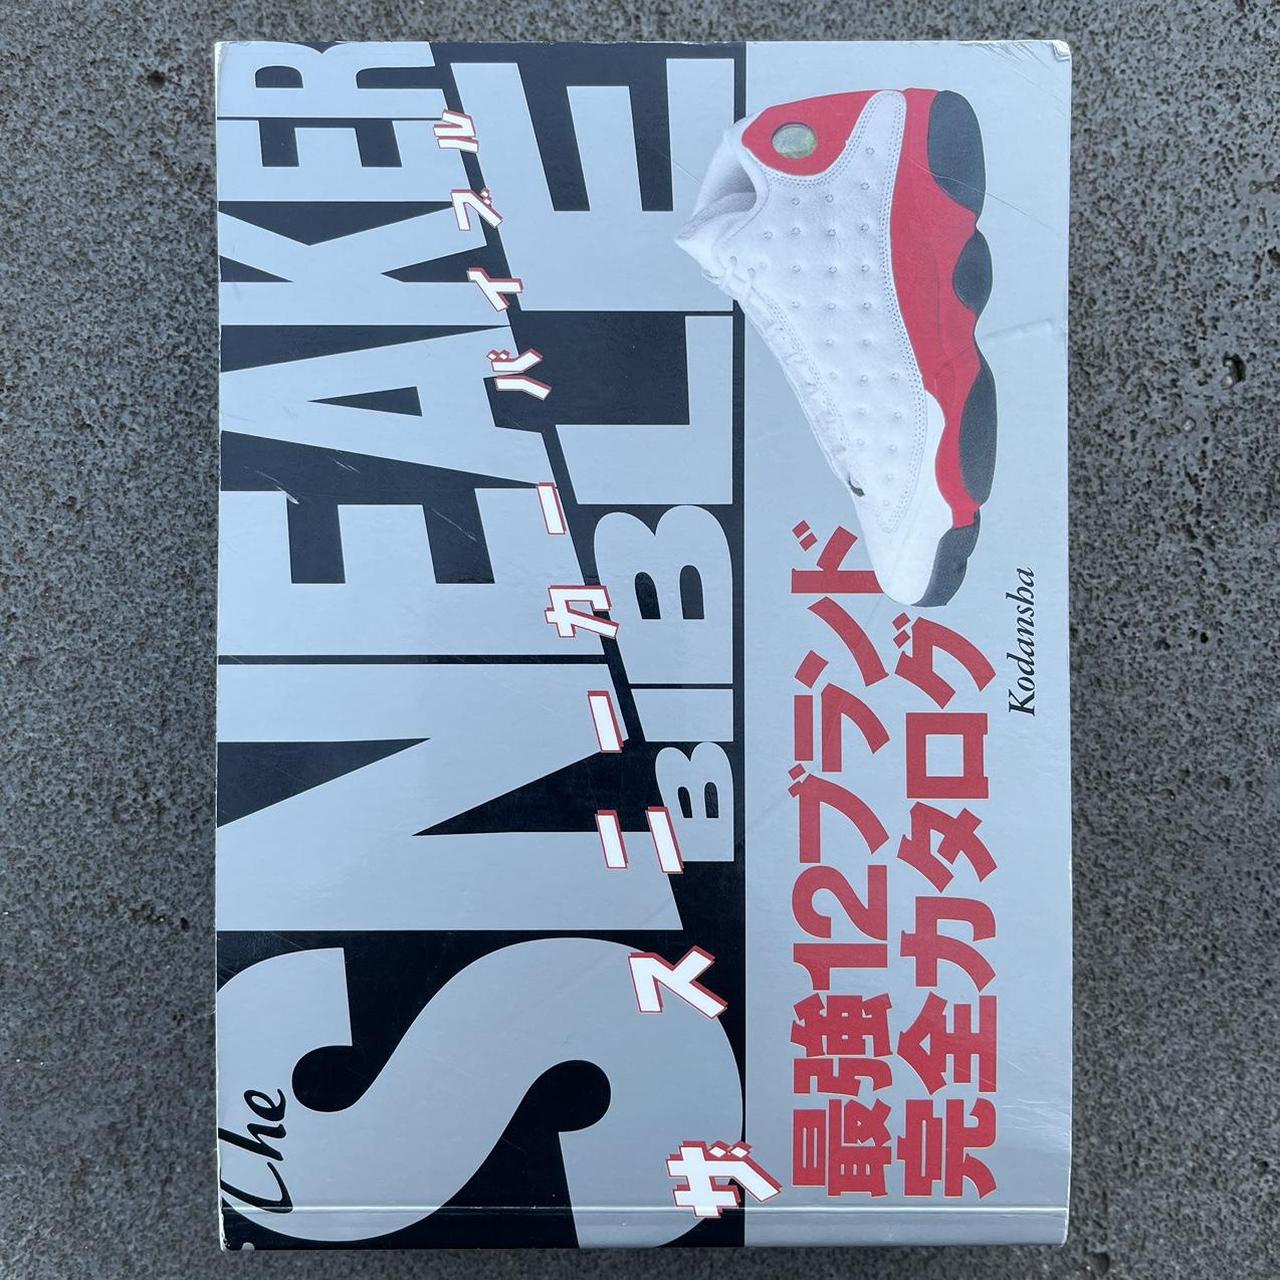 The
SNEAKER
BIBLE
ザ スニーカー バイブル
最強12ブランド
完全カタログ
Kodansha